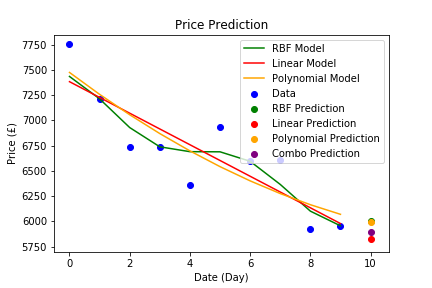 Price Prediction
7750
7500
7250
7000
6750
6500
6250
6000
5750
Price (£)
RBF Model
Linear Model
Polynomial Model
Data
RBF Prediction
Linear Prediction
Polynomial Prediction
Combo Prediction
0 2 4 6 8 10
Date (Day)